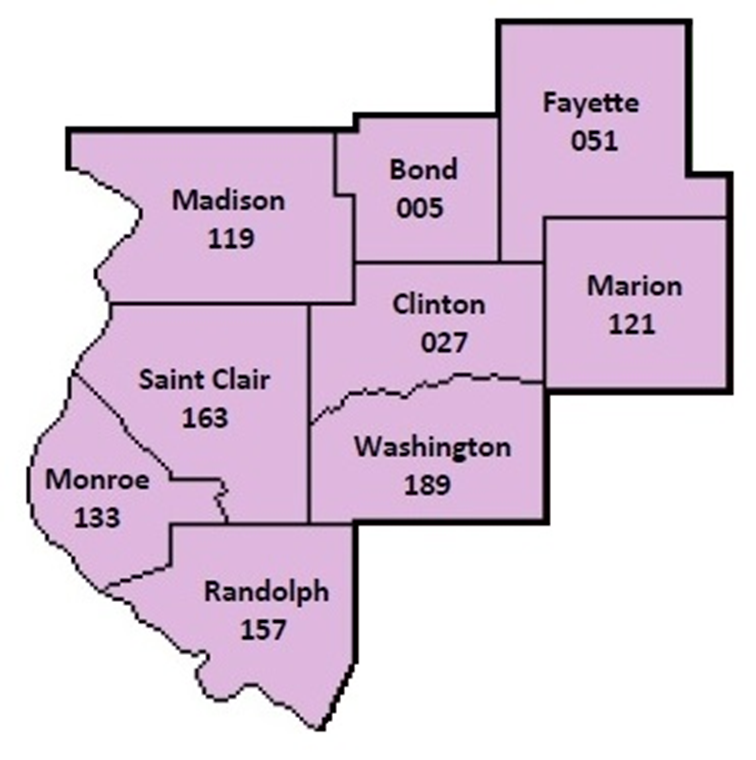 Fayette
051
Bond
005
Madison
119
Marion
121
Clinton
027
Saint Clair
163
Washington
189
Monroe
133
Randolph
157